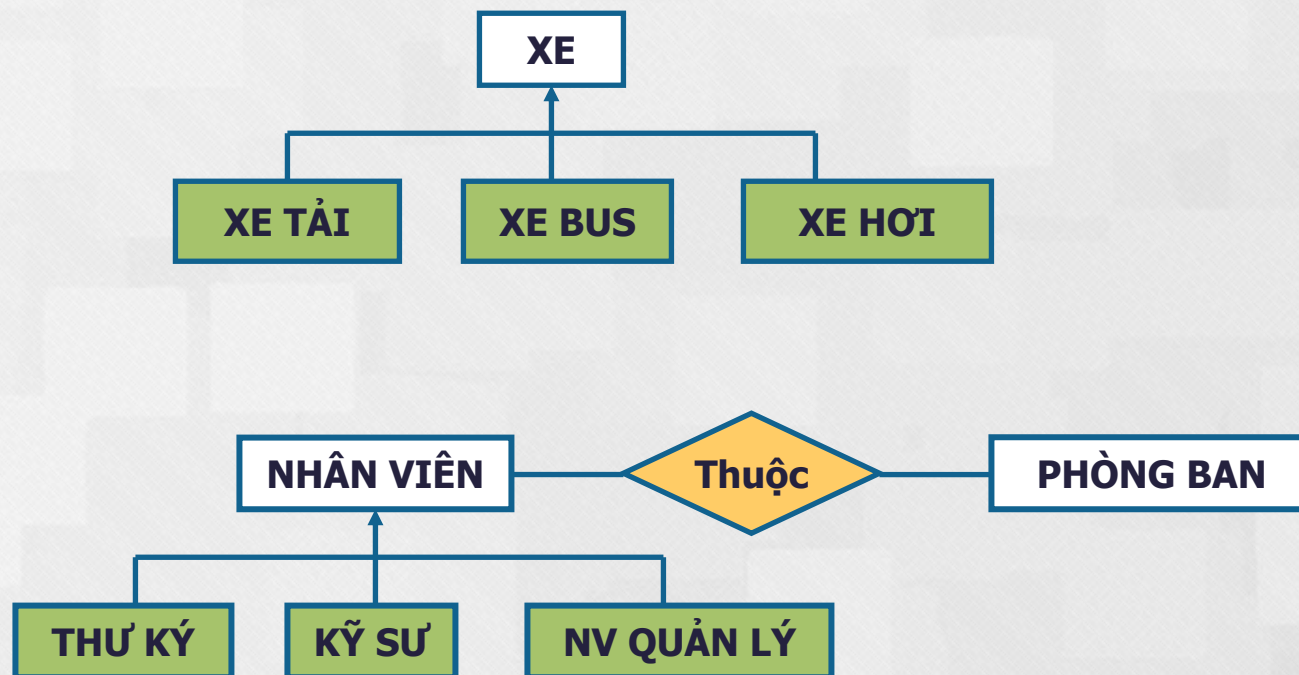 XE
XE TẢI
XE BUS
XE HƠI
NHÂN VIÊN
Thuộc
PHÒNG BAN
THƯ KÝ
KỸ SƯ
NV QUẢN LÝ